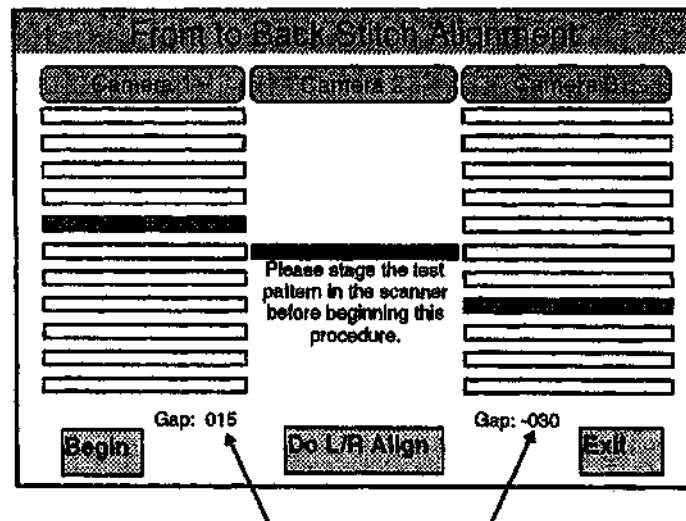 From to Back Stitch Alignment
Camera 1 Camera 2 Camera
Please stage the test
pattern in the scanner
before beginning this
procedure.
Gap: 015 Gap: -030
Begin Do L/R Align Exit